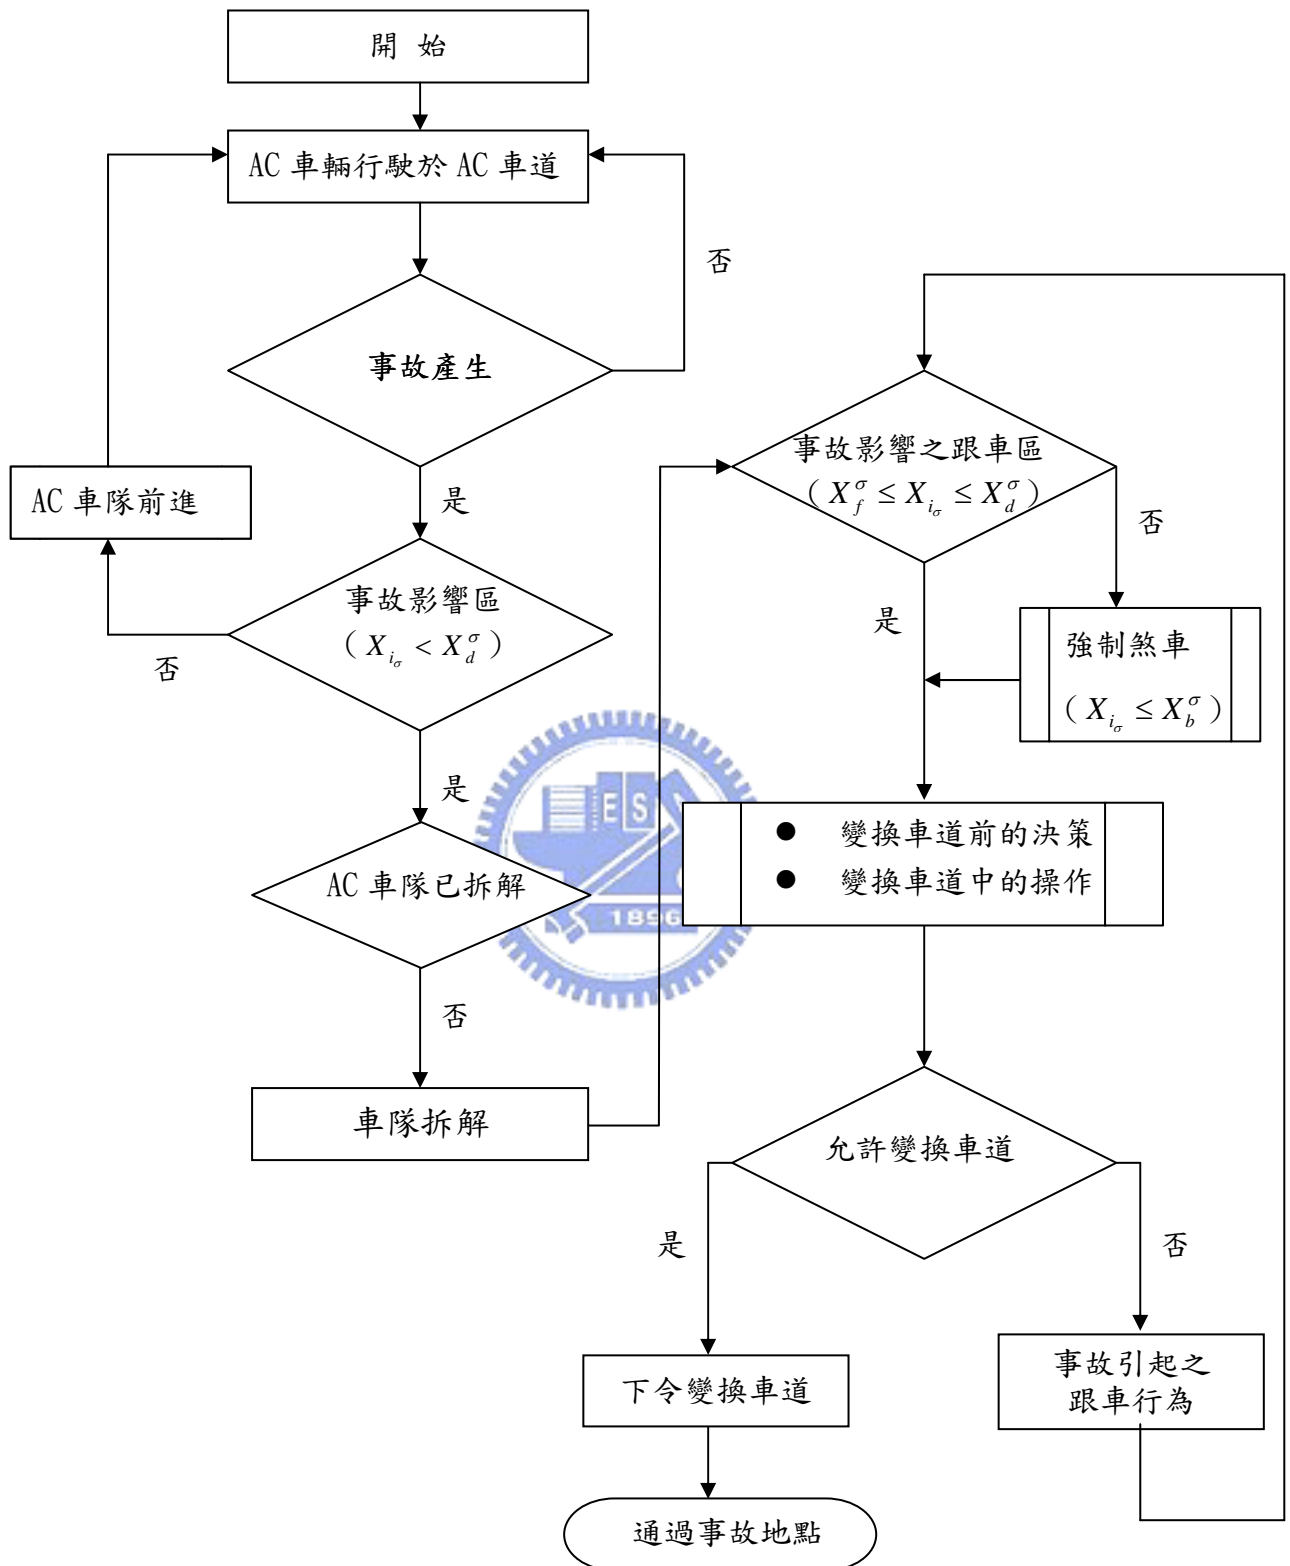 開 始
AC 車輛行駛於 AC 車道
否
事故產生
AC 車隊前進
是
事故影響區
( X_{i_σ} < X_d^σ )
否
是
AC 車隊已拆解
否
車隊拆解
事故影響之跟車區
( X_f^σ ≤ X_{i_σ} ≤ X_d^σ )
否
是
強制煞車
( X_{i_σ} ≤ X_b^σ )
● 變換車道前的決策
● 變換車道中的操作
允許變換車道
是
否
下令變換車道
事故引起之
跟車行為
通過事故地點
ES
1896